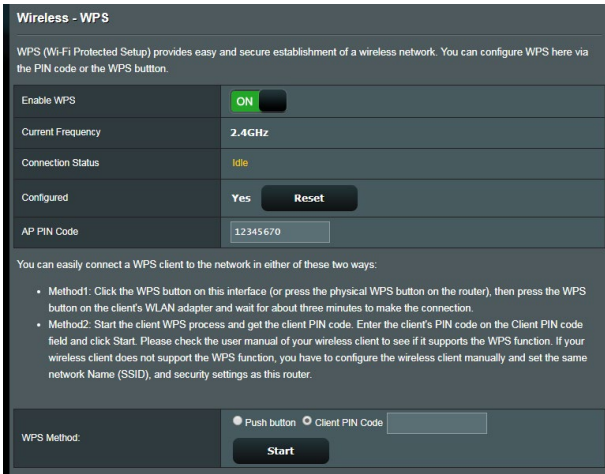 Wireless - WPS
WPS (Wi-Fi Protected Setup) provides easy and secure establishment of a wireless network. You can configure WPS here via
the PIN code or the WPS buttton.
Enable WPS
ON
Current Frequency
2.4GHz
Connection Status
Idle
Configured
Yes Reset
AP PIN Code
12345670
You can easily connect a WPS client to the network in either of these two ways:
• Method1: Click the WPS button on this interface (or press the physical WPS button on the router), then press the WPS
button on the client's WLAN adapter and wait for about three minutes to make the connection.
• Method2: Start the client WPS process and get the client PIN code. Enter the client's PIN code on the Client PIN code
field and click Start. Please check the user manual of your wireless client to see if it supports the WPS function. If your
wireless client does not support the WPS function, you have to configure the wireless client manually and set the same
network Name (SSID), and security settings as this router.
WPS Method:
Push button Client PIN Code
Start